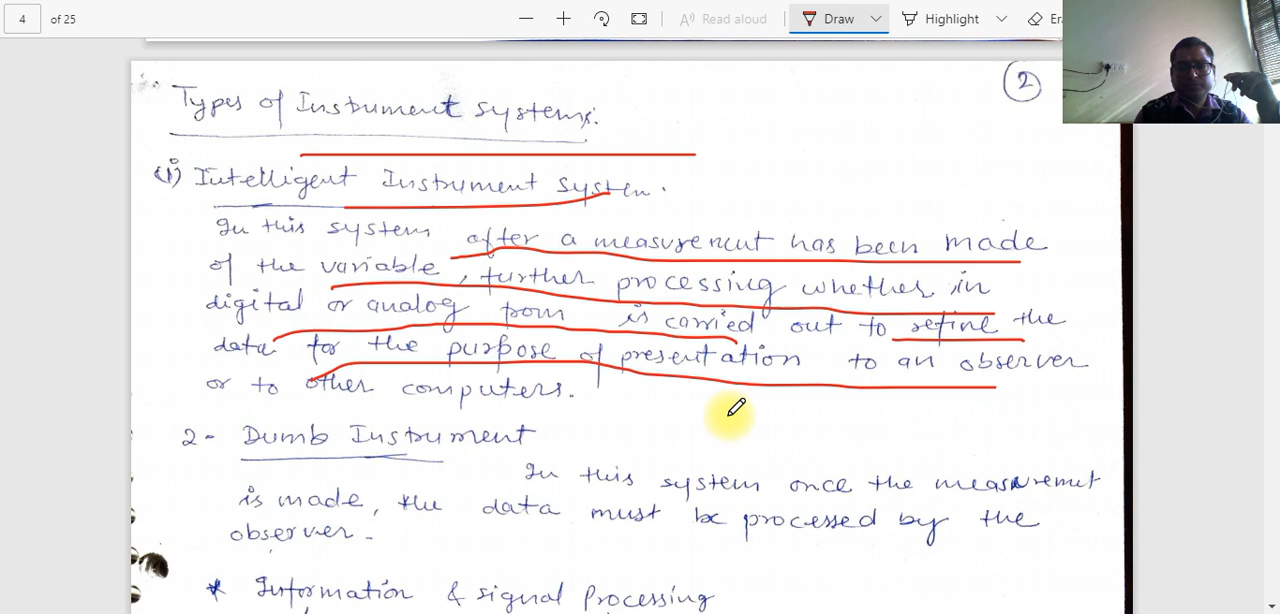 4 of 25
Read aloud
Draw
Highlight
Er
2
Types of Instrument Systems.
(i) Intelligent Instrument System.
In this system after a measurement has been made
of the variable, further processing whether in
digital or analog from is carried out to refine the
data for the purpose of presentation to an observer
or to other computers.
2- Dumb Instrument
In this system once the measuremet
is made, the data must be processed by the
observer -
* Information & signal Processing